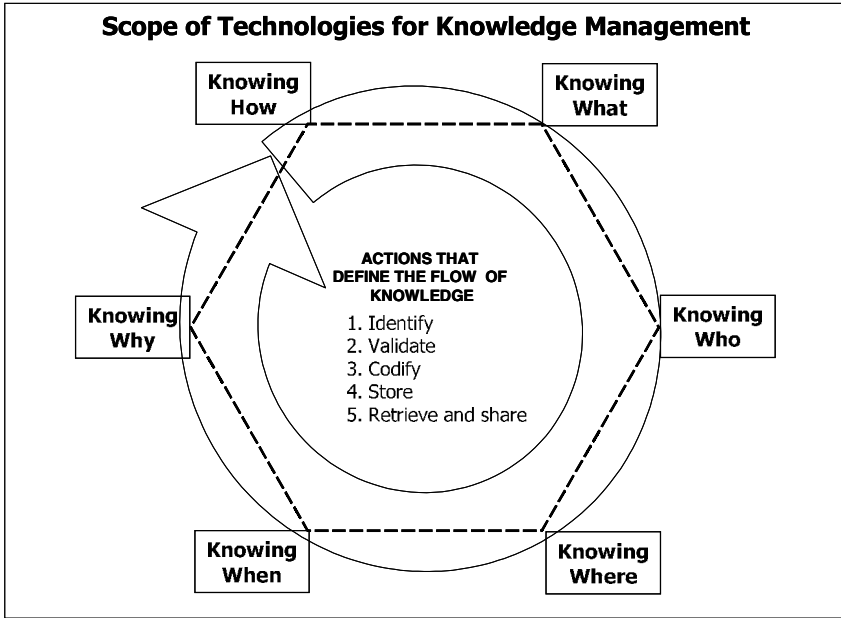 Scope of Technologies for Knowledge Management
Knowing
How
Knowing
What
ACTIONS THAT
DEFINE THE FLOW OF
KNOWLEDGE
1. Identify
2. Validate
3. Codify
4. Store
5. Retrieve and share
Knowing
Why
Knowing
Who
Knowing
When
Knowing
Where